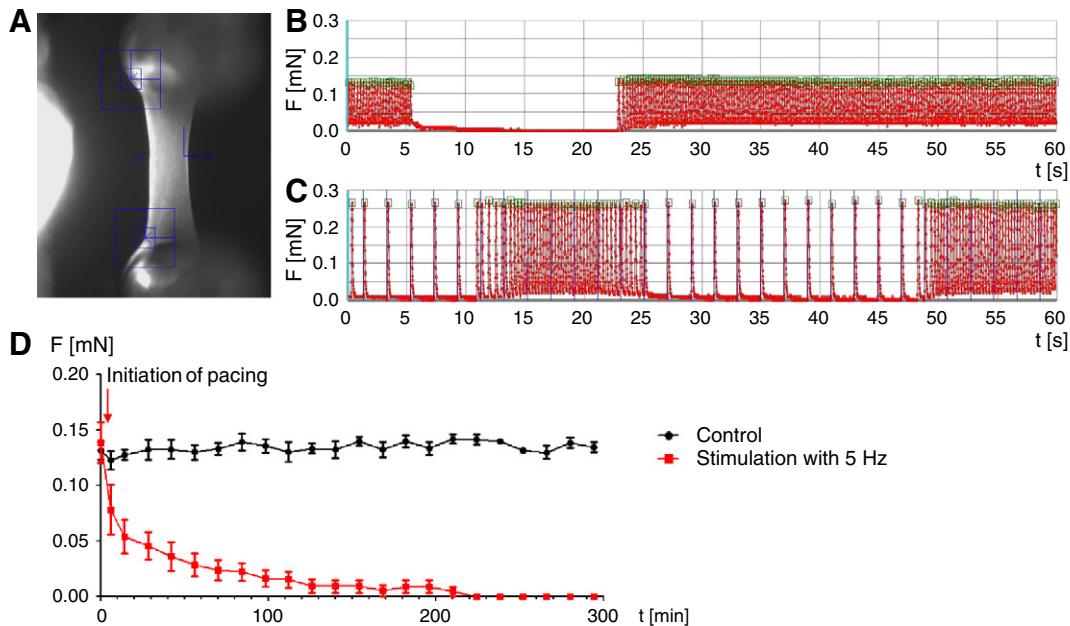 A
B
F [mN]
0.3
0.2
0.1
0.0
0 5 10 15 20 25 30 35 40 45 50 55 60
t [s]
C
F [mN]
0.3
0.2
0.1
0.0
0 5 10 15 20 25 30 35 40 45 50 55 60
t [s]
D
F [mN]
0.20
0.15
0.10
0.05
0.00
Initiation of pacing
0 100 200 300
t [min]
Control
Stimulation with 5 Hz